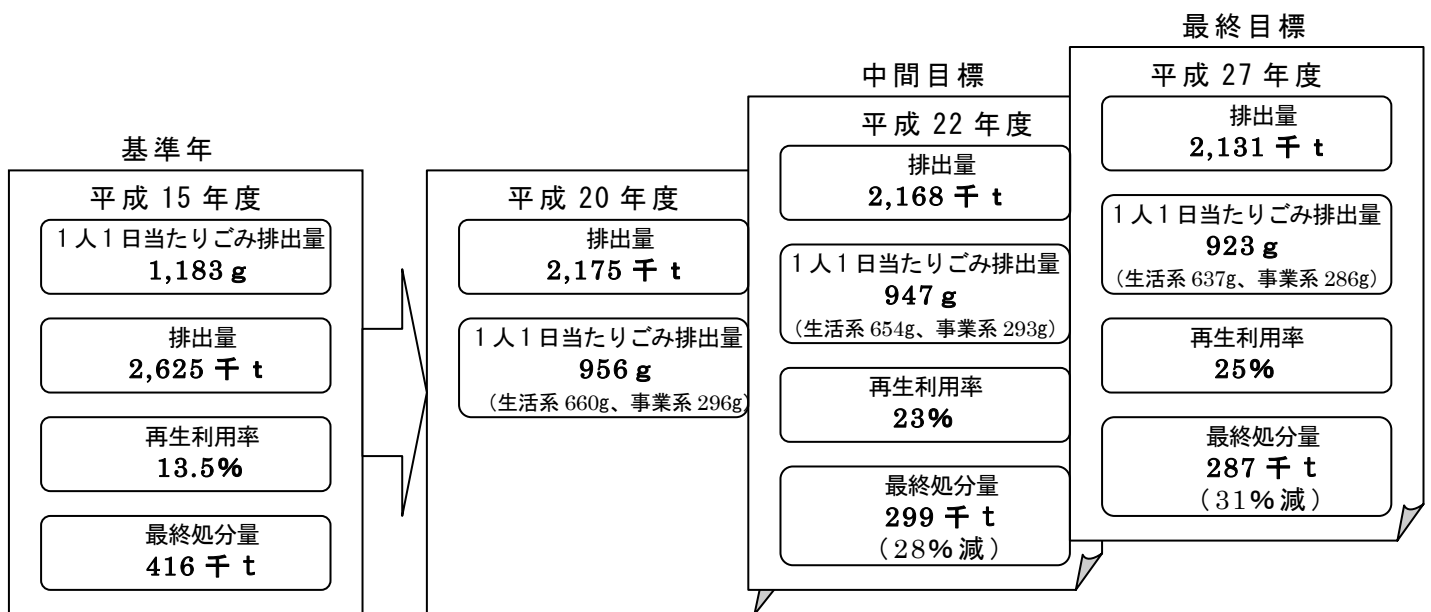 基準年
平成 15 年度
1人1日当たりごみ排出量
1,183 g
排出量
2,625 千 t
再生利用率
13.5%
最終処分量
416 千 t
平成 20 年度
排出量
2,175 千 t
1人1日当たりごみ排出量
956 g
(生活系 660g、事業系 296g)
中間目標
平成 22 年度
排出量
2,168 千 t
1人1日当たりごみ排出量
947 g
(生活系 654g、事業系 293g)
再生利用率
23%
最終処分量
299 千 t
(28%減)
最終目標
平成 27 年度
排出量
2,131 千 t
1人1日当たりごみ排出量
923 g
(生活系 637g、事業系 286g)
再生利用率
25%
最終処分量
287 千 t
(31%減)